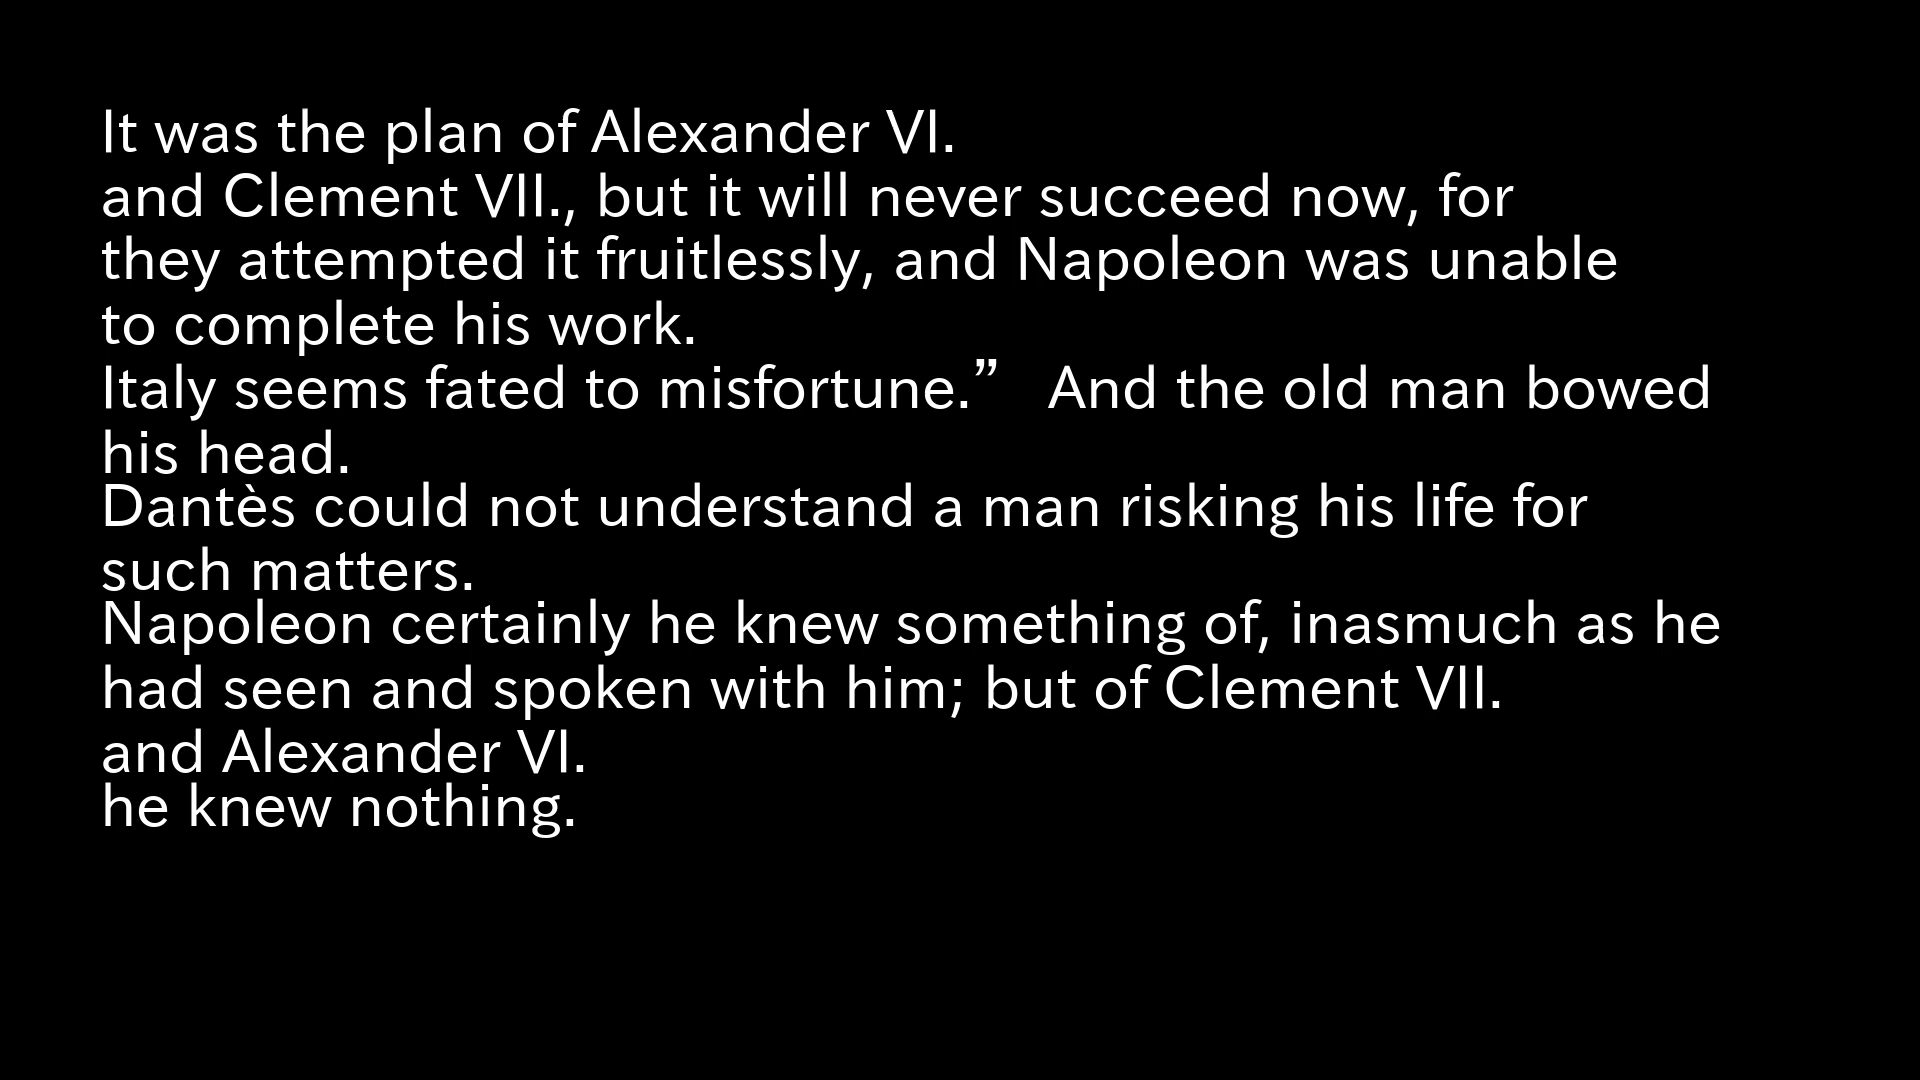 It was the plan of Alexander VI.
and Clement VII., but it will never succeed now, for
they attempted it fruitlessly, and Napoleon was unable
to complete his work.
Italy seems fated to misfortune.” And the old man bowed
his head.
Dantès could not understand a man risking his life for
such matters.
Napoleon certainly he knew something of, inasmuch as he
had seen and spoken with him; but of Clement VII.
and Alexander VI.
he knew nothing.